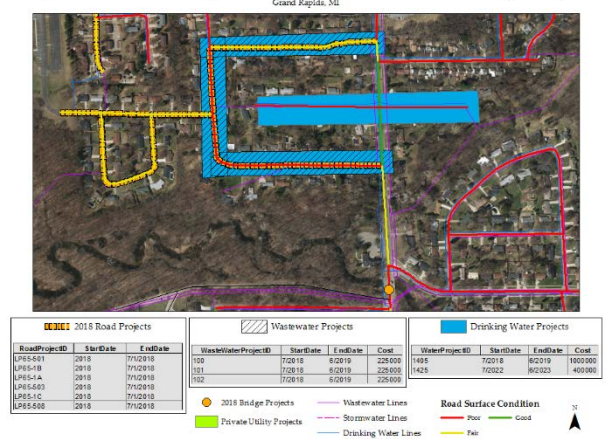 Grand Rapids, MI
2018 Road Projects
RoadProjectID StartDate EndDate
LP65-501 2018 7/1/2018
LP65-1B 2018 7/1/2018
LP65-1A 2018 7/1/2018
LP65-503 2018 7/1/2018
LP65-1C 2018 7/1/2018
LP65-508 2018 7/1/2018
Wastewater Projects
WasteWaterProjectID StartDate EndDate Cost
100 7/2018 6/2019 225000
101 7/2018 6/2019 225000
102 7/2018 6/2019 225000
Drinking Water Projects
WaterProjectID StartDate EndDate Cost
1405 7/2018 6/2019 1000000
1425 7/2022 6/2023 400000
2018 Bridge Projects
Private Utility Projects
Wastewater Lines
Stormwater Lines
Drinking Water Lines
Road Surface Condition
Poor Good
Fair
N